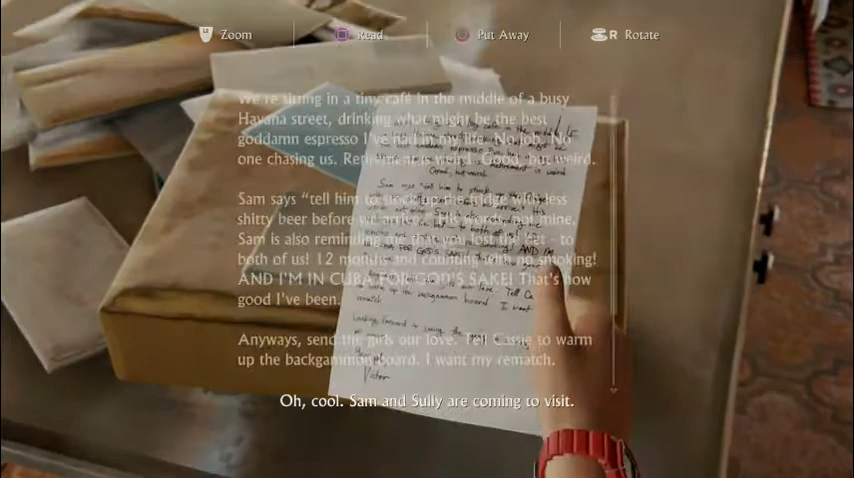 L2 Zoom Read Put Away R Rotate
We're sitting in a tiny café in the middle of a busy
Havana street, drinking what might be the best
goddamn espresso I've had in my life. No job. No
one chasing us. Retirement is weird. Good, but weird.
Sam says "tell him to stock up the fridge with less
shitty beer before we arrive." His words, not mine.
Sam is also reminding me that you lost the bet - to
both of us! 12 months and counting with no smoking!
AND I'M IN CUBA FOR GOD'S SAKE! That's how
good I've been.
Anyways, send the girls our love. Tell Cassie to warm
up the backgammon board. I want my rematch.
Victor
Oh, cool. Sam and Sully are coming to visit.